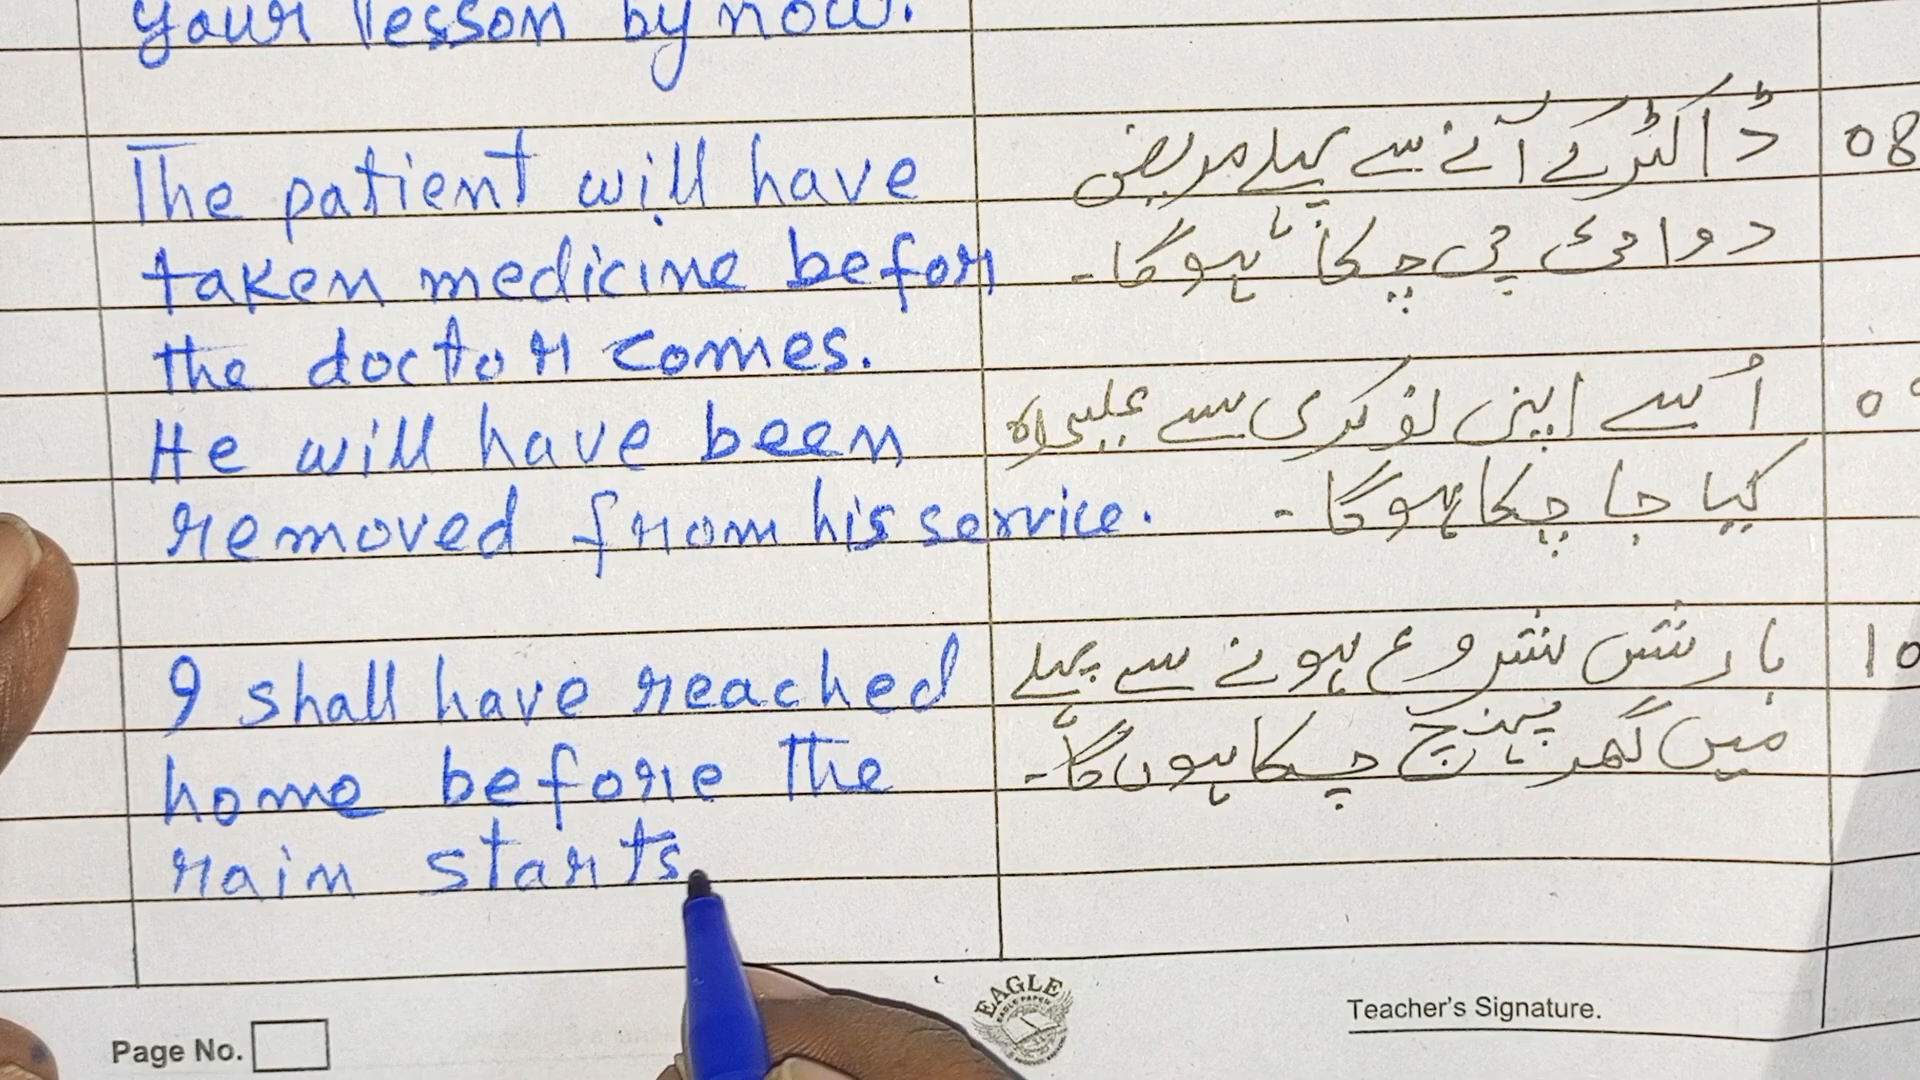 your lesson by now.
The patient will have
taken medicine befor
the doctor comes.
ڈاکٹر کے آنے سے پہلے مریض
دوائی پی چکا ہوگا۔
08
He will have been
removed from his service.
اُسے اپنی نوکری سے علیحدہ
کیا جا چکا ہوگا۔
I shall have reached
home before the
rain starts.
بارش شروع ہونے سے پہلے
میں گھر پہنچ چکا ہوں گا۔
10
Page No.
EAGLE
Teacher's Signature.